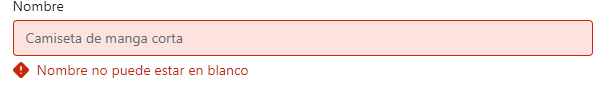 Nombre
Camiseta de manga corta
Nombre no puede estar en blanco